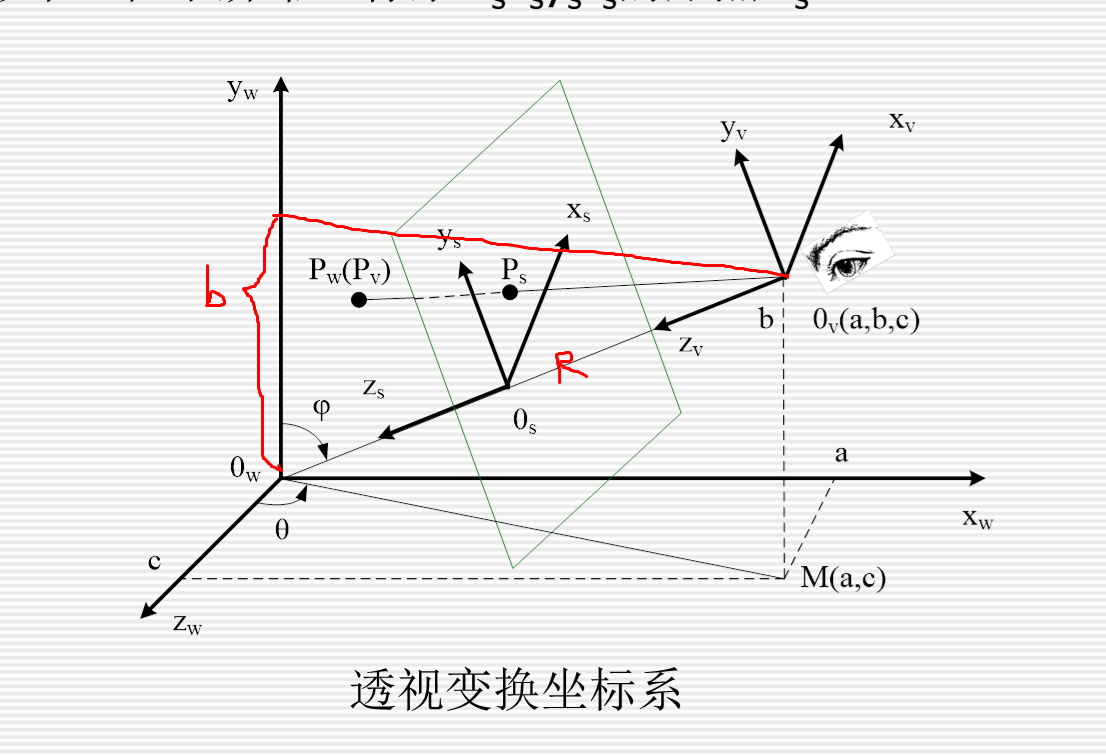 y_w
y_v
x_v
x_s
y_s
P_w(P_v)
P_s
b
b
0_v(a,b,c)
z_v
R
z_s
φ
0_s
0_w
a
x_w
θ
c
M(a,c)
z_w
透视变换坐标系